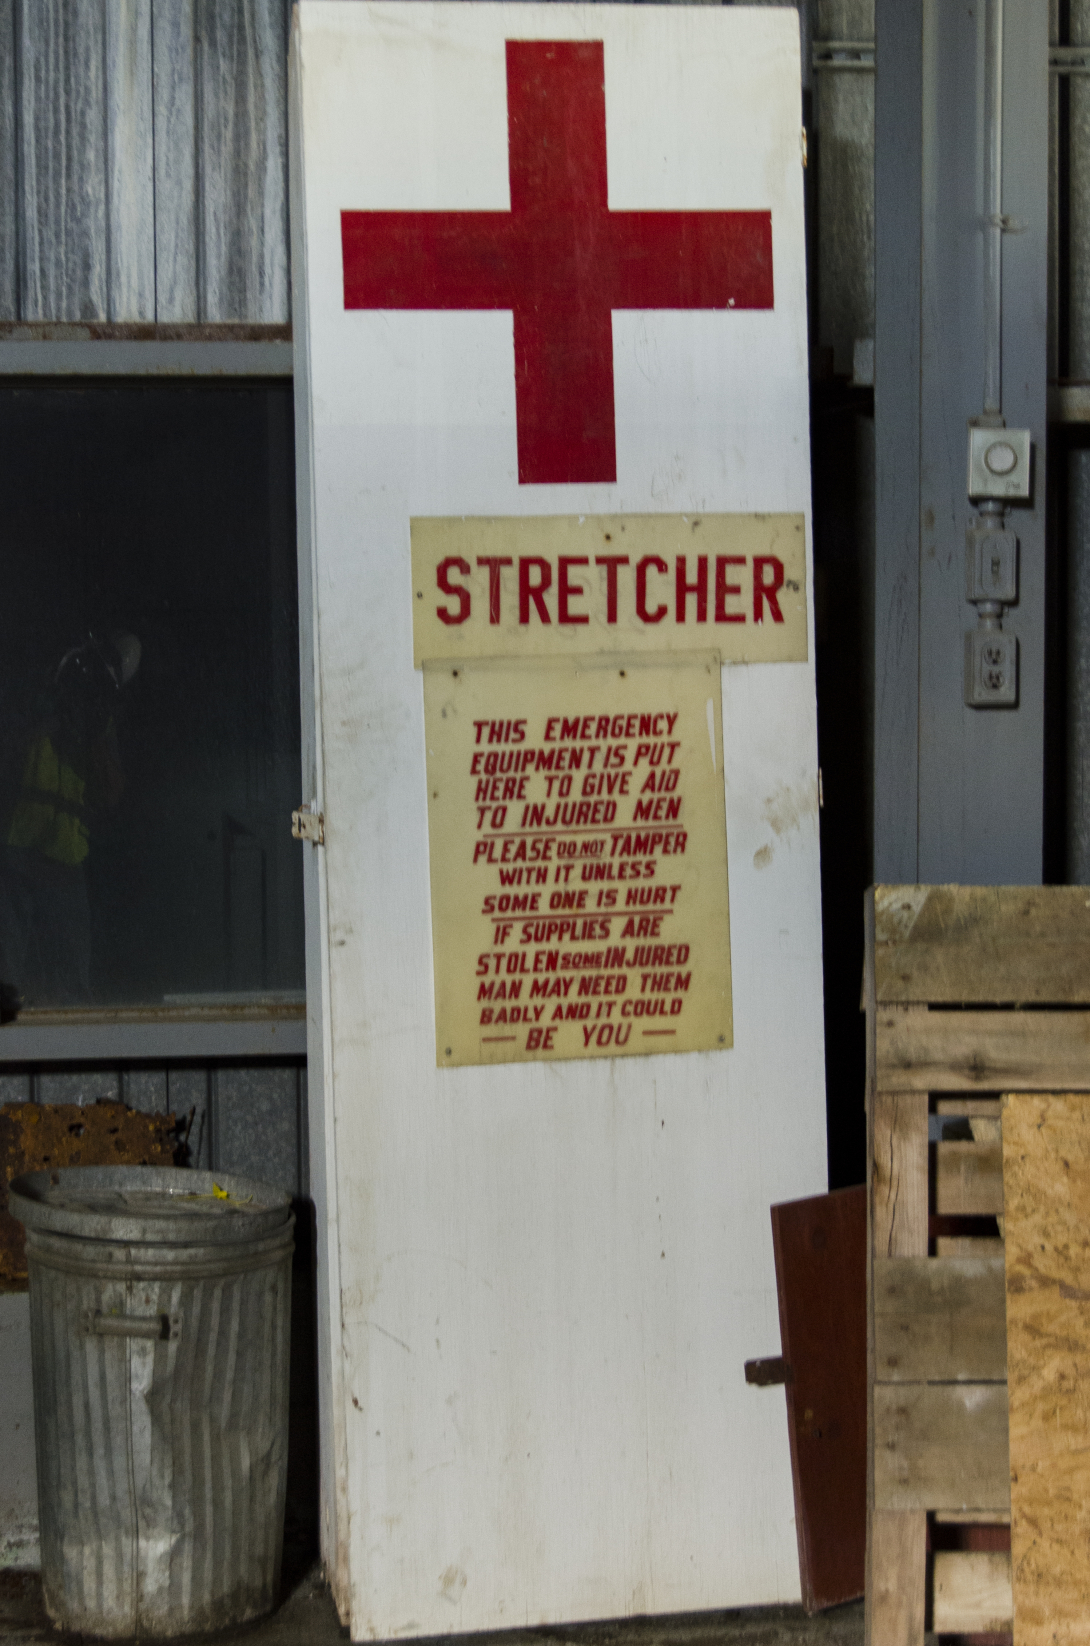 STRETCHER
THIS EMERGENCY
EQUIPMENT IS PUT
HERE TO GIVE AID
TO INJURED MEN
PLEASE DO NOT TAMPER
WITH IT UNLESS
SOME ONE IS HURT
IF SUPPLIES ARE
STOLEN SOME INJURED
MAN MAY NEED THEM
BADLY AND IT COULD
— BE YOU —